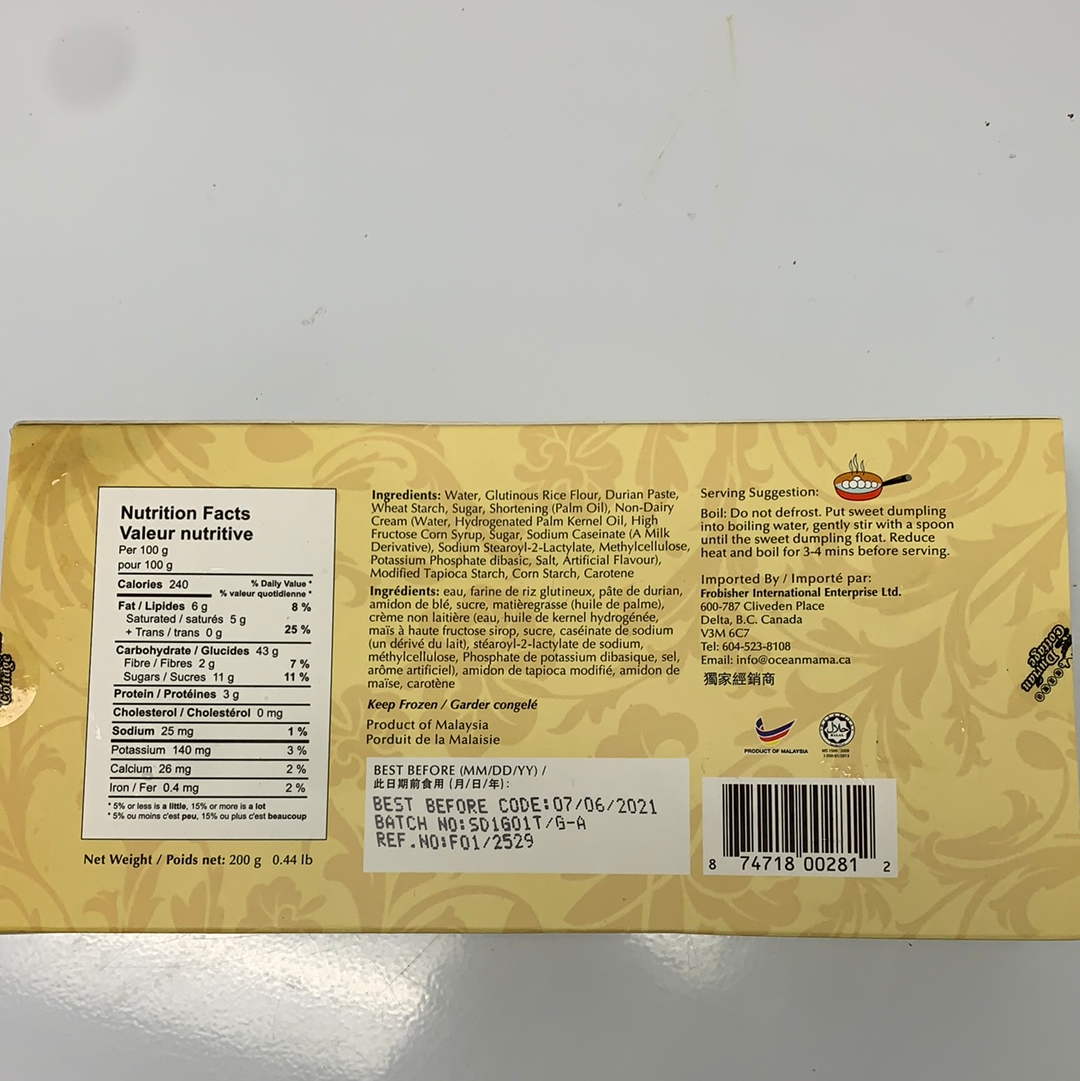 Nutrition Facts
Valeur nutritive
Per 100 g
pour 100 g
Calories 240
% Daily Value *
% valeur quotidienne *
Fat / Lipides 6 g 8 %
Saturated / saturés 5 g
+ Trans / trans 0 g 25 %
Carbohydrate / Glucides 43 g
Fibre / Fibres 2 g 7 %
Sugars / Sucres 11 g 11 %
Protein / Protéines 3 g
Cholesterol / Cholestérol 0 mg
Sodium 25 mg 1 %
Potassium 140 mg 3 %
Calcium 26 mg 2 %
Iron / Fer 0.4 mg 2 %
* 5% or less is a little, 15% or more is a lot
* 5% ou moins c'est peu, 15% ou plus c'est beaucoup
Net Weight / Poids net: 200 g 0.44 lb
Ingredients: Water, Glutinous Rice Flour, Durian Paste,
Wheat Starch, Sugar, Shortening (Palm Oil), Non-Dairy
Cream (Water, Hydrogenated Palm Kernel Oil, High
Fructose Corn Syrup, Sugar, Sodium Caseinate (A Milk
Derivative), Sodium Stearoyl-2-Lactylate, Methylcellulose,
Potassium Phosphate dibasic, Salt, Artificial Flavour),
Modified Tapioca Starch, Corn Starch, Carotene
Ingrédients: eau, farine de riz glutineux, pâte de durian,
amidon de blé, sucre, matièregrasse (huile de palme),
crème non laitière (eau, huile de kernel hydrogénée,
maïs à haute fructose sirop, sucre, caséinate de sodium
(un dérivé du lait), stéaroyl-2-lactylate de sodium,
méthylcellulose, Phosphate de potassium dibasique, sel,
arôme artificiel), amidon de tapioca modifié, amidon de
maïse, carotène
Keep Frozen / Garder congelé
Product of Malaysia
Porduit de la Malaisie
BEST BEFORE (MM/DD/YY) /
此日期前食用 (月/日/年):
BEST BEFORE CODE:07/06/2021
BATCH NO:SD1G01T/G-A
REF.NO:F01/2529
Serving Suggestion:
Boil: Do not defrost. Put sweet dumpling
into boiling water, gently stir with a spoon
until the sweet dumpling float. Reduce
heat and boil for 3-4 mins before serving.
Imported By / Importé par:
Frobisher International Enterprise Ltd.
600-787 Cliveden Place
Delta, B.C. Canada
V3M 6C7
Tel: 604-523-8108
Email: info@oceanmama.ca
獨家經銷商
PRODUCT OF MALAYSIA
8 74718 00281 2